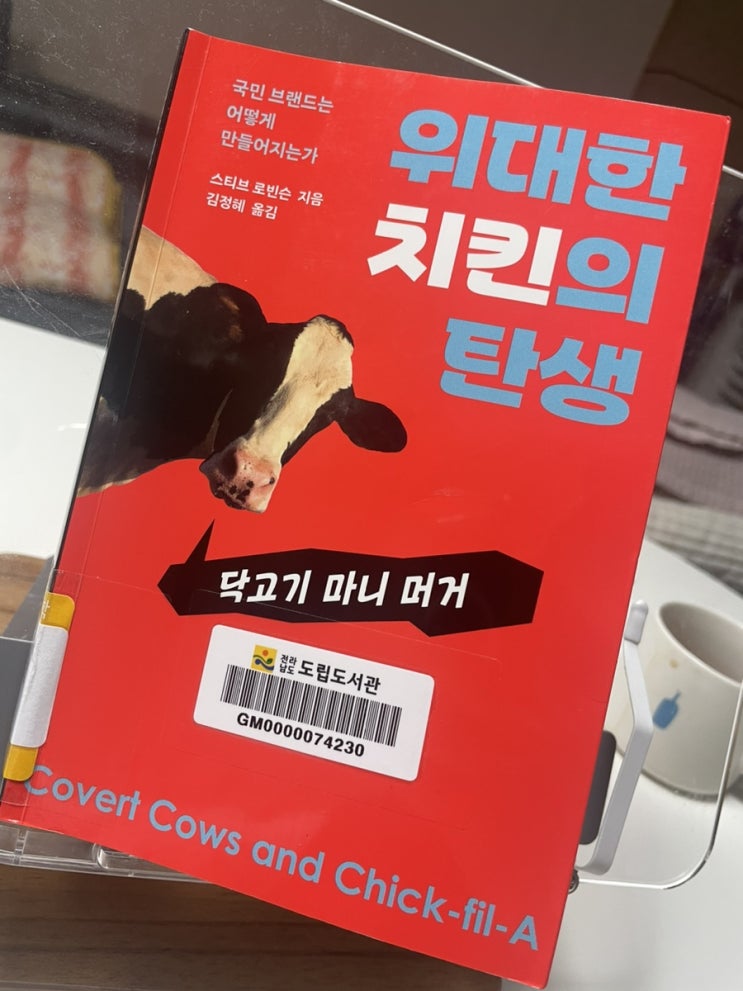 국민 브랜드는
어떻게
만들어지는가
스티브 로빈슨 지음
김정혜 옮김
위대한
치킨의
탄생
닥고기 마니 머거
전라
남도 도립도서관
GM0000074230
Covert Cows and Chick-fil-A